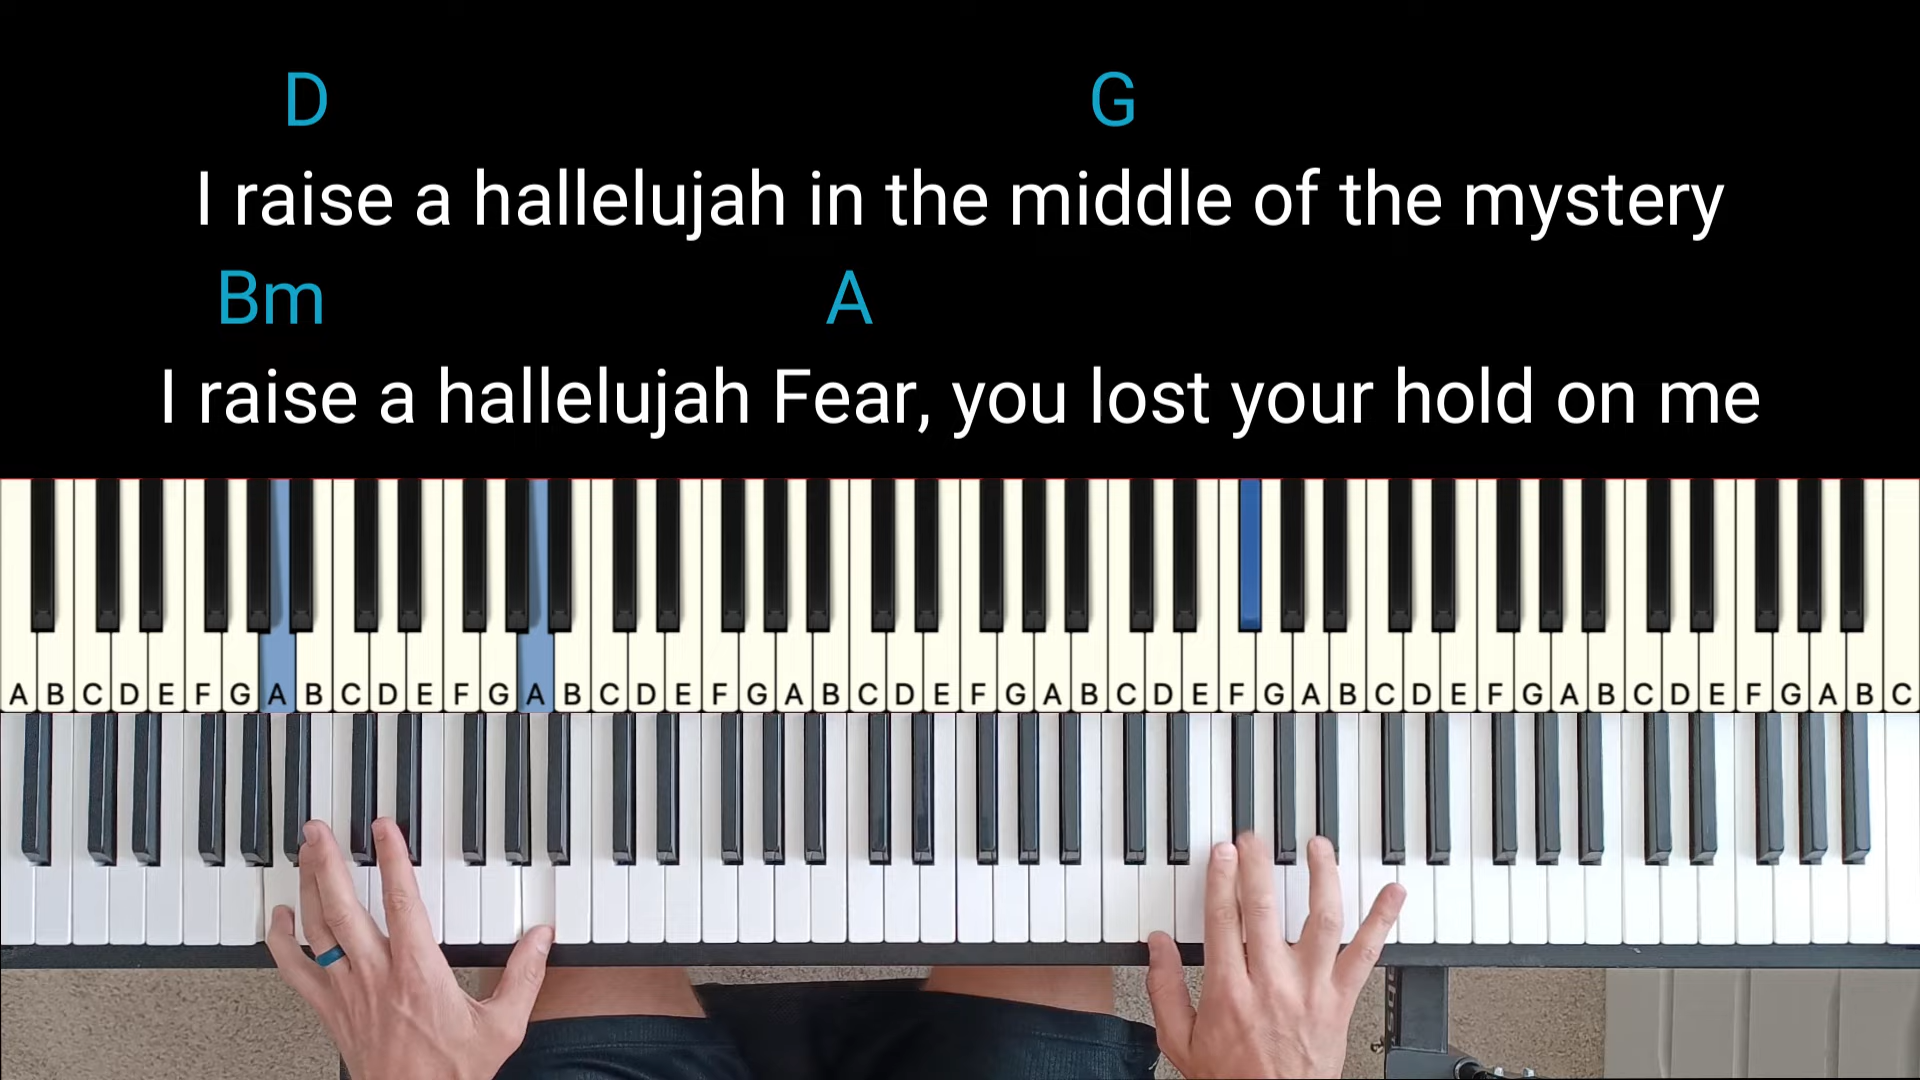 D G
I raise a hallelujah in the middle of the mystery
Bm A
I raise a hallelujah Fear, you lost your hold on me
A B C D E F G A B C D E F G A B C D E F G A B C D E F G A B C D E F G A B C D E F G A B C D E F G A B C